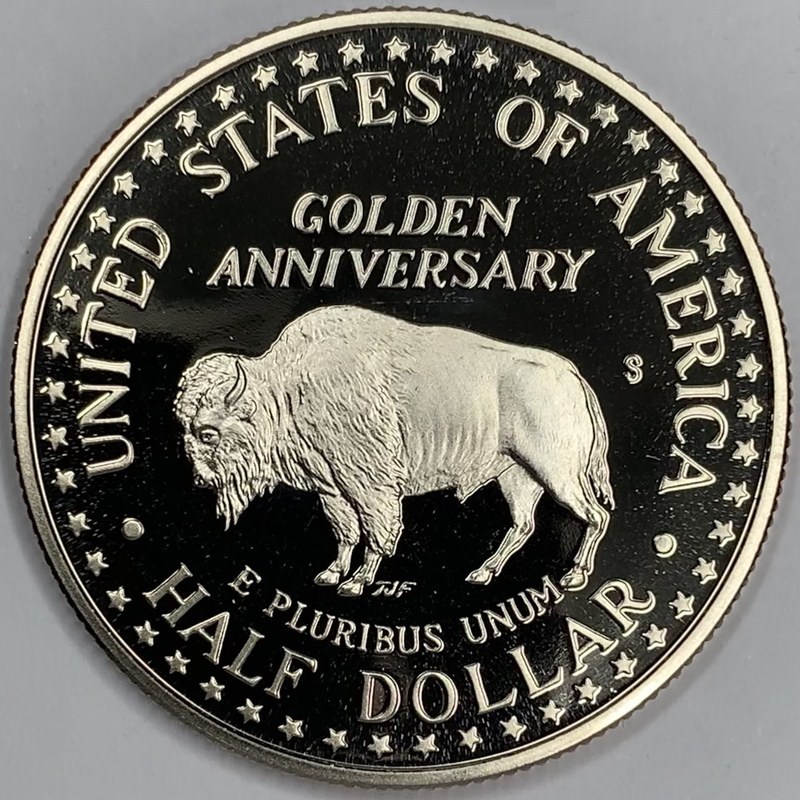 UNITED STATES OF AMERICA
GOLDEN
ANNIVERSARY
S
TJF
E PLURIBUS UNUM
HALF DOLLAR